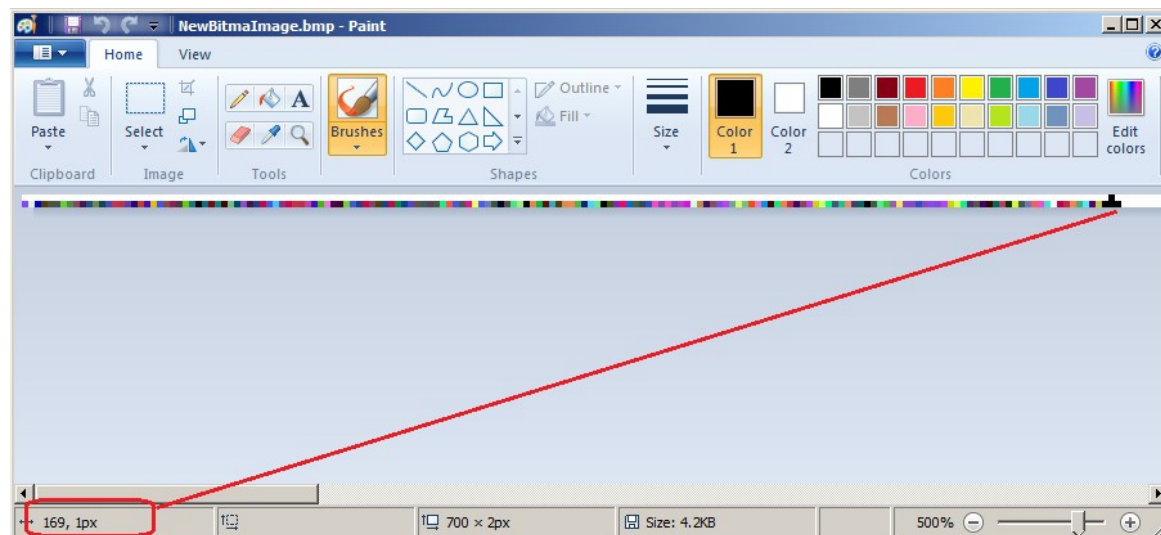 NewBitmaImage.bmp - Paint
Home View
Paste
Select
A
Brushes
Outline
Fill
Size
Color 1
Color 2
Edit colors
Clipboard
Image
Tools
Shapes
Colors
169, 1px
700 × 2px
Size: 4.2KB
500%